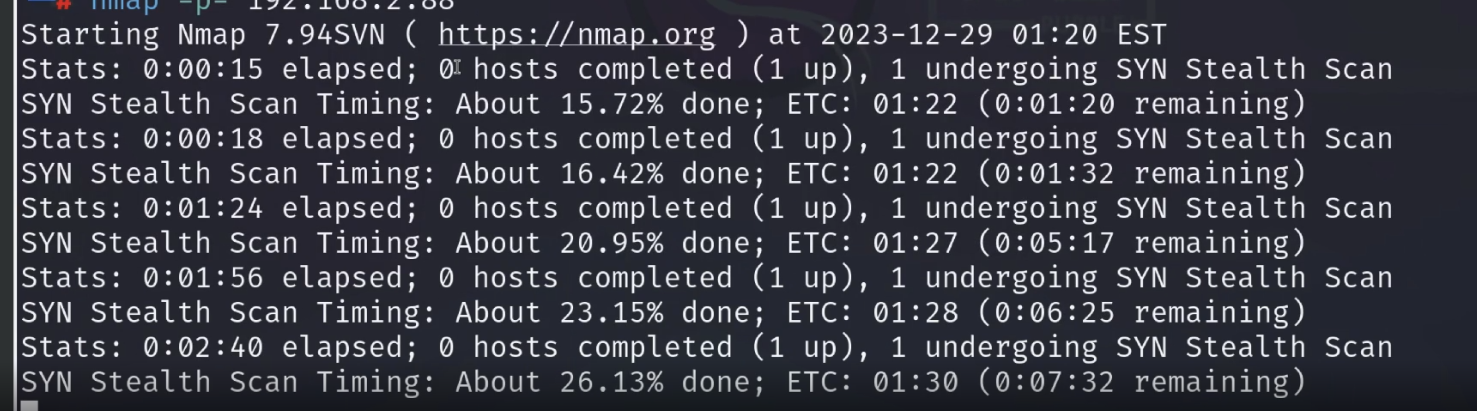 # nmap -p- 192.168.2.88
Starting Nmap 7.94SVN ( https://nmap.org ) at 2023-12-29 01:20 EST
Stats: 0:00:15 elapsed; 0 hosts completed (1 up), 1 undergoing SYN Stealth Scan
SYN Stealth Scan Timing: About 15.72% done; ETC: 01:22 (0:01:20 remaining)
Stats: 0:00:18 elapsed; 0 hosts completed (1 up), 1 undergoing SYN Stealth Scan
SYN Stealth Scan Timing: About 16.42% done; ETC: 01:22 (0:01:32 remaining)
Stats: 0:01:24 elapsed; 0 hosts completed (1 up), 1 undergoing SYN Stealth Scan
SYN Stealth Scan Timing: About 20.95% done; ETC: 01:27 (0:05:17 remaining)
Stats: 0:01:56 elapsed; 0 hosts completed (1 up), 1 undergoing SYN Stealth Scan
SYN Stealth Scan Timing: About 23.15% done; ETC: 01:28 (0:06:25 remaining)
Stats: 0:02:40 elapsed; 0 hosts completed (1 up), 1 undergoing SYN Stealth Scan
SYN Stealth Scan Timing: About 26.13% done; ETC: 01:30 (0:07:32 remaining)